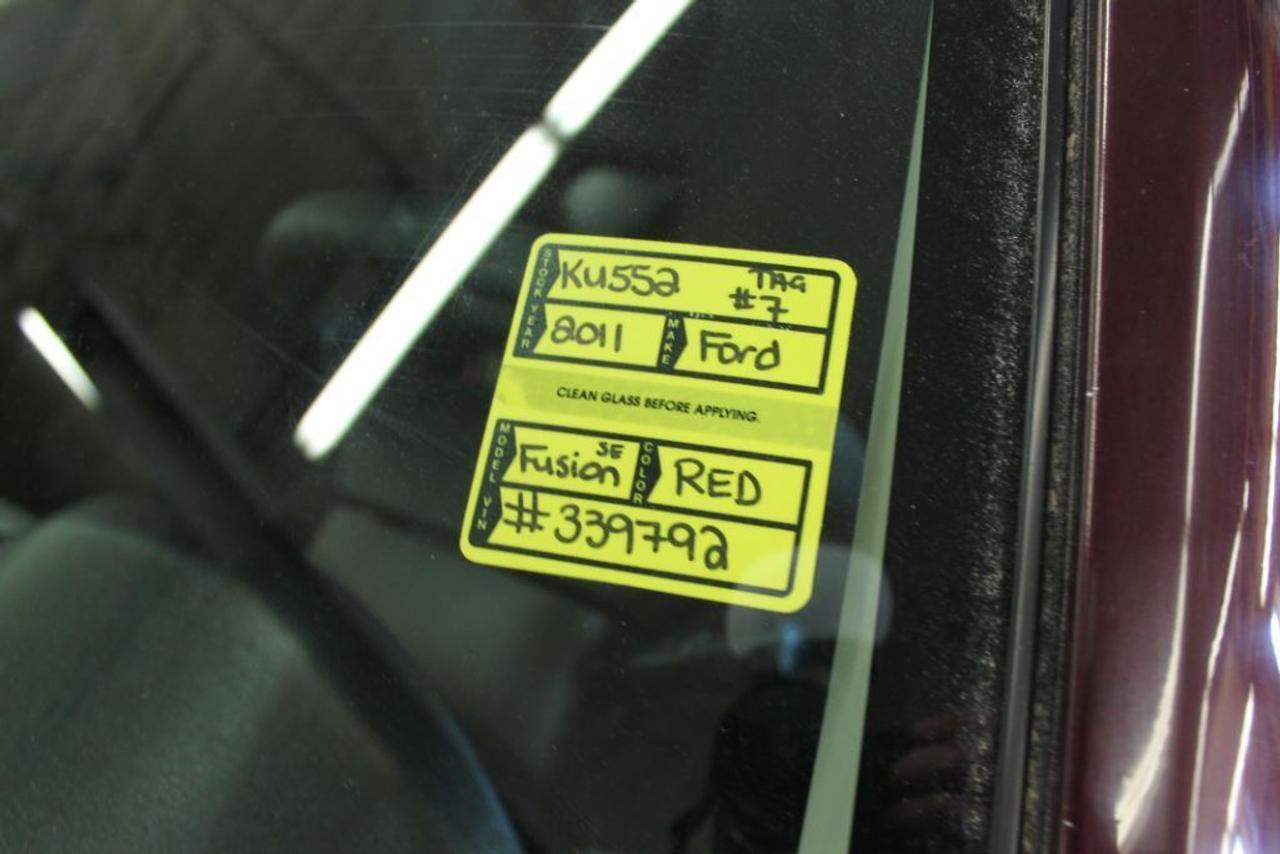 STOCK KU552 TAG
#7
YEAR 2011 MAKE Ford
CLEAN GLASS BEFORE APPLYING.
MODEL Fusion SE COLOR RED
VIN #339792